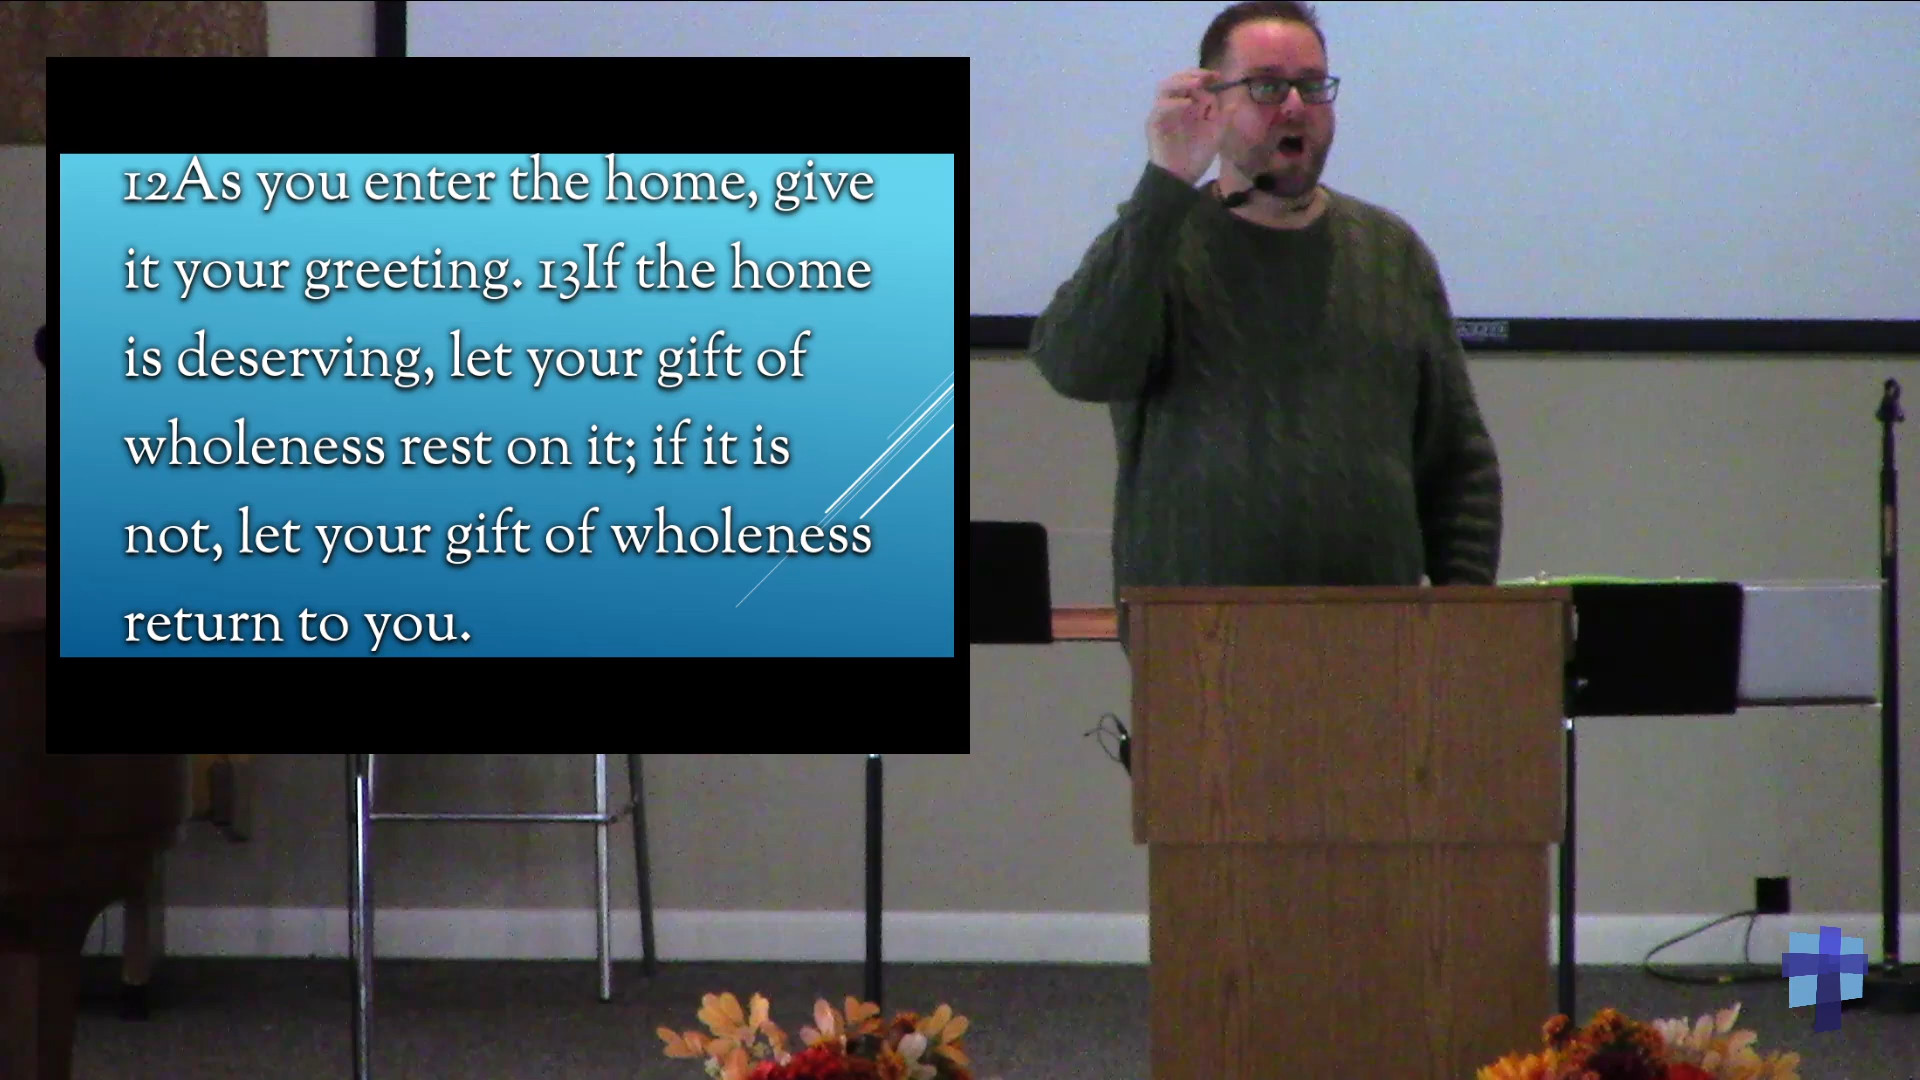 12As you enter the home, give
it your greeting. 13If the home
is deserving, let your gift of
wholeness rest on it; if it is
not, let your gift of wholeness
return to you.